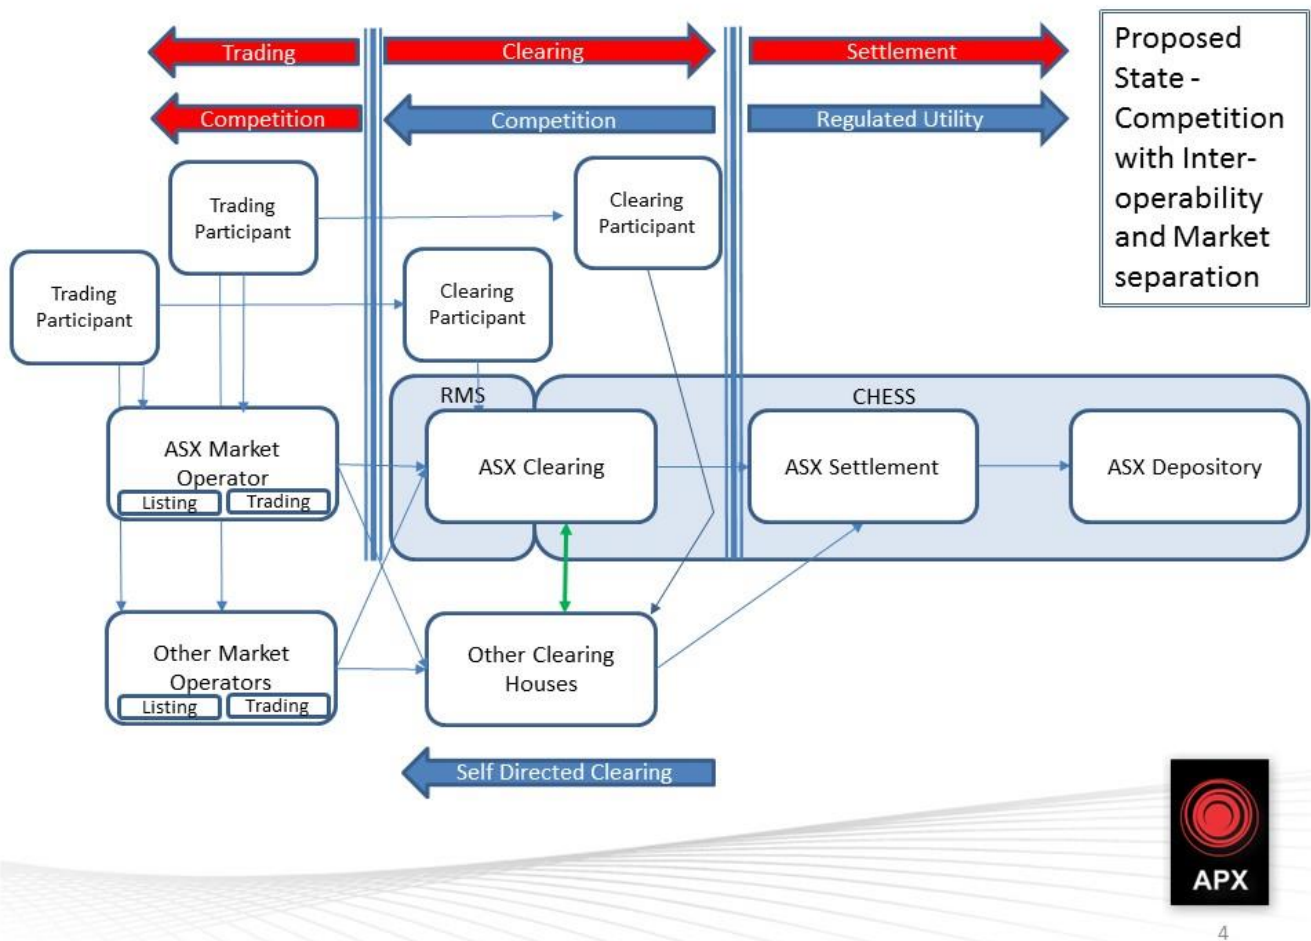 Trading
Clearing
Settlement
Competition
Competition
Regulated Utility
Proposed
State -
Competition
with Inter-
operability
and Market
separation
Trading
Participant
Clearing
Participant
Trading
Participant
Clearing
Participant
RMS
CHESS
ASX Market
Operator
Listing
Trading
ASX Clearing
ASX Settlement
ASX Depository
Other Market
Operators
Listing
Trading
Other Clearing
Houses
Self Directed Clearing
APX
4